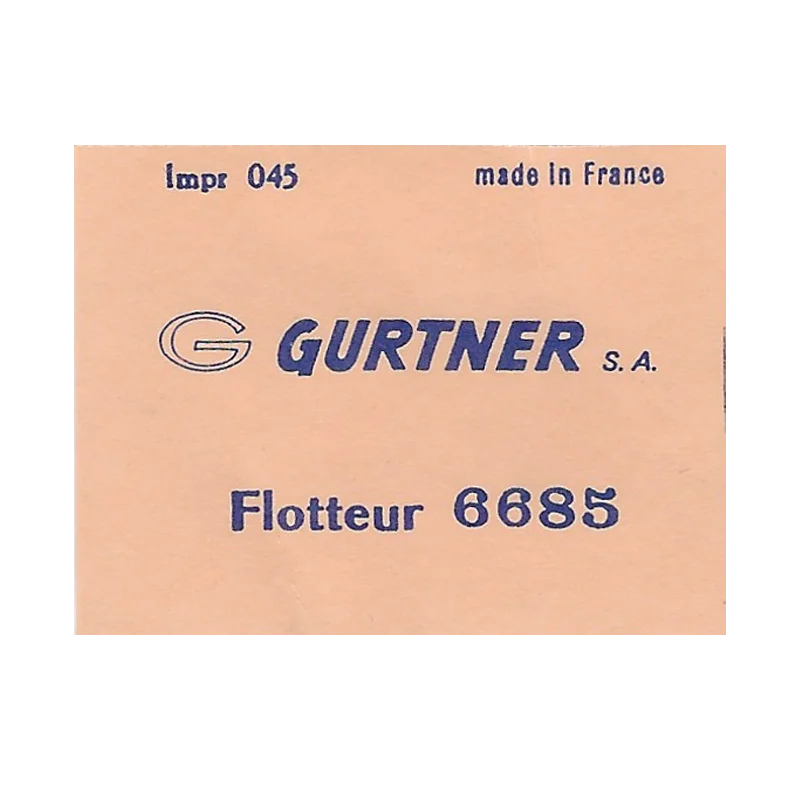 Impr 045 made in France
G GURTNER S.A.
Flotteur 6685